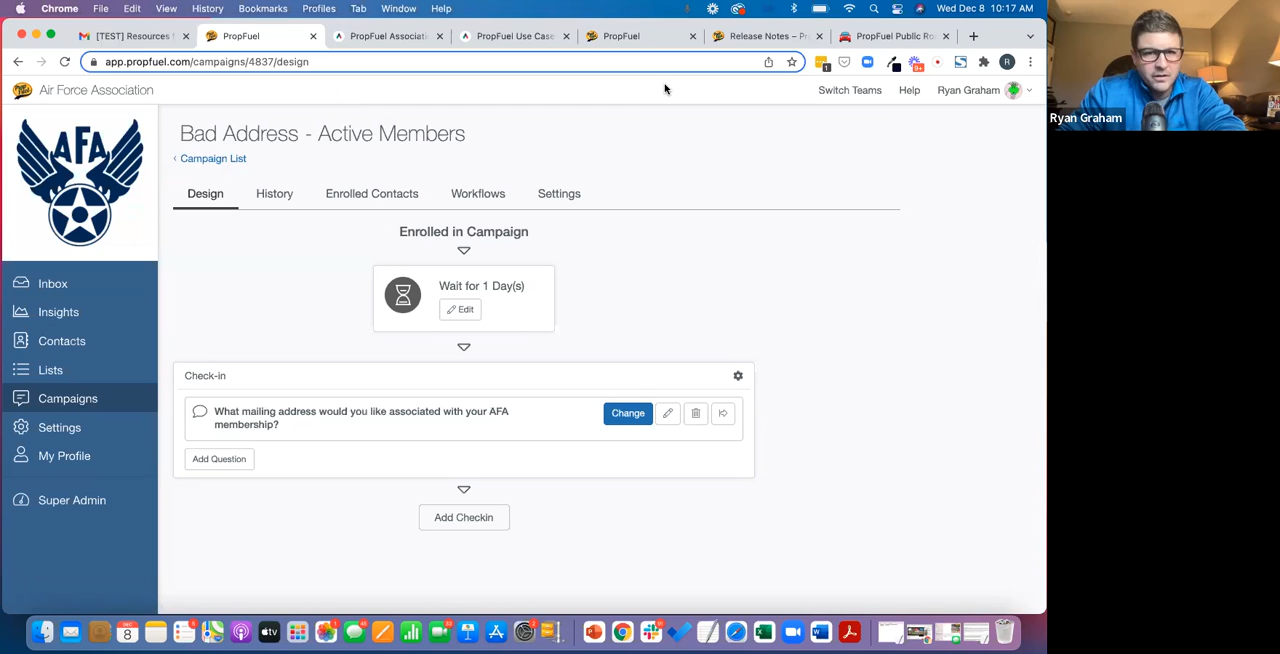 Chrome File Edit View History Bookmarks Profiles Tab Window Help Wed Dec 8 10:17 AM
[TEST] Resources PropFuel PropFuel Associati PropFuel Use Case PropFuel Release Notes – Pr PropFuel Public Ro
app.propfuel.com/campaigns/4837/design
Air Force Association Switch Teams Help Ryan Graham
Ryan Graham
AFA
Bad Address - Active Members
‹ Campaign List
Design History Enrolled Contacts Workflows Settings
Enrolled in Campaign
Wait for 1 Day(s)
Edit
Check-in
What mailing address would you like associated with your AFA
membership?
Change
Add Question
Add Checkin
Inbox
Insights
Contacts
Lists
Campaigns
Settings
My Profile
Super Admin